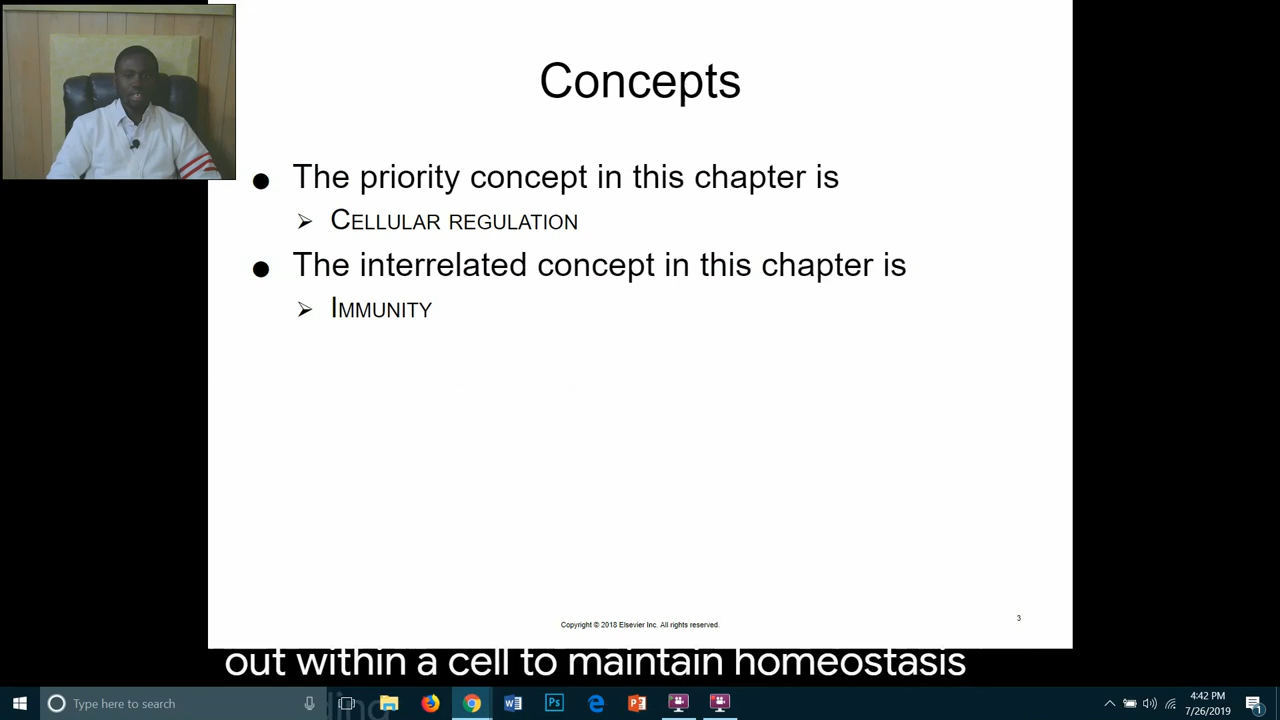 Concepts
The priority concept in this chapter is
CELLULAR REGULATION
The interrelated concept in this chapter is
IMMUNITY
3
Copyright © 2018 Elsevier Inc. All rights reserved.
out within a cell to maintain homeostasis
Type here to search
4:42 PM
7/26/2019